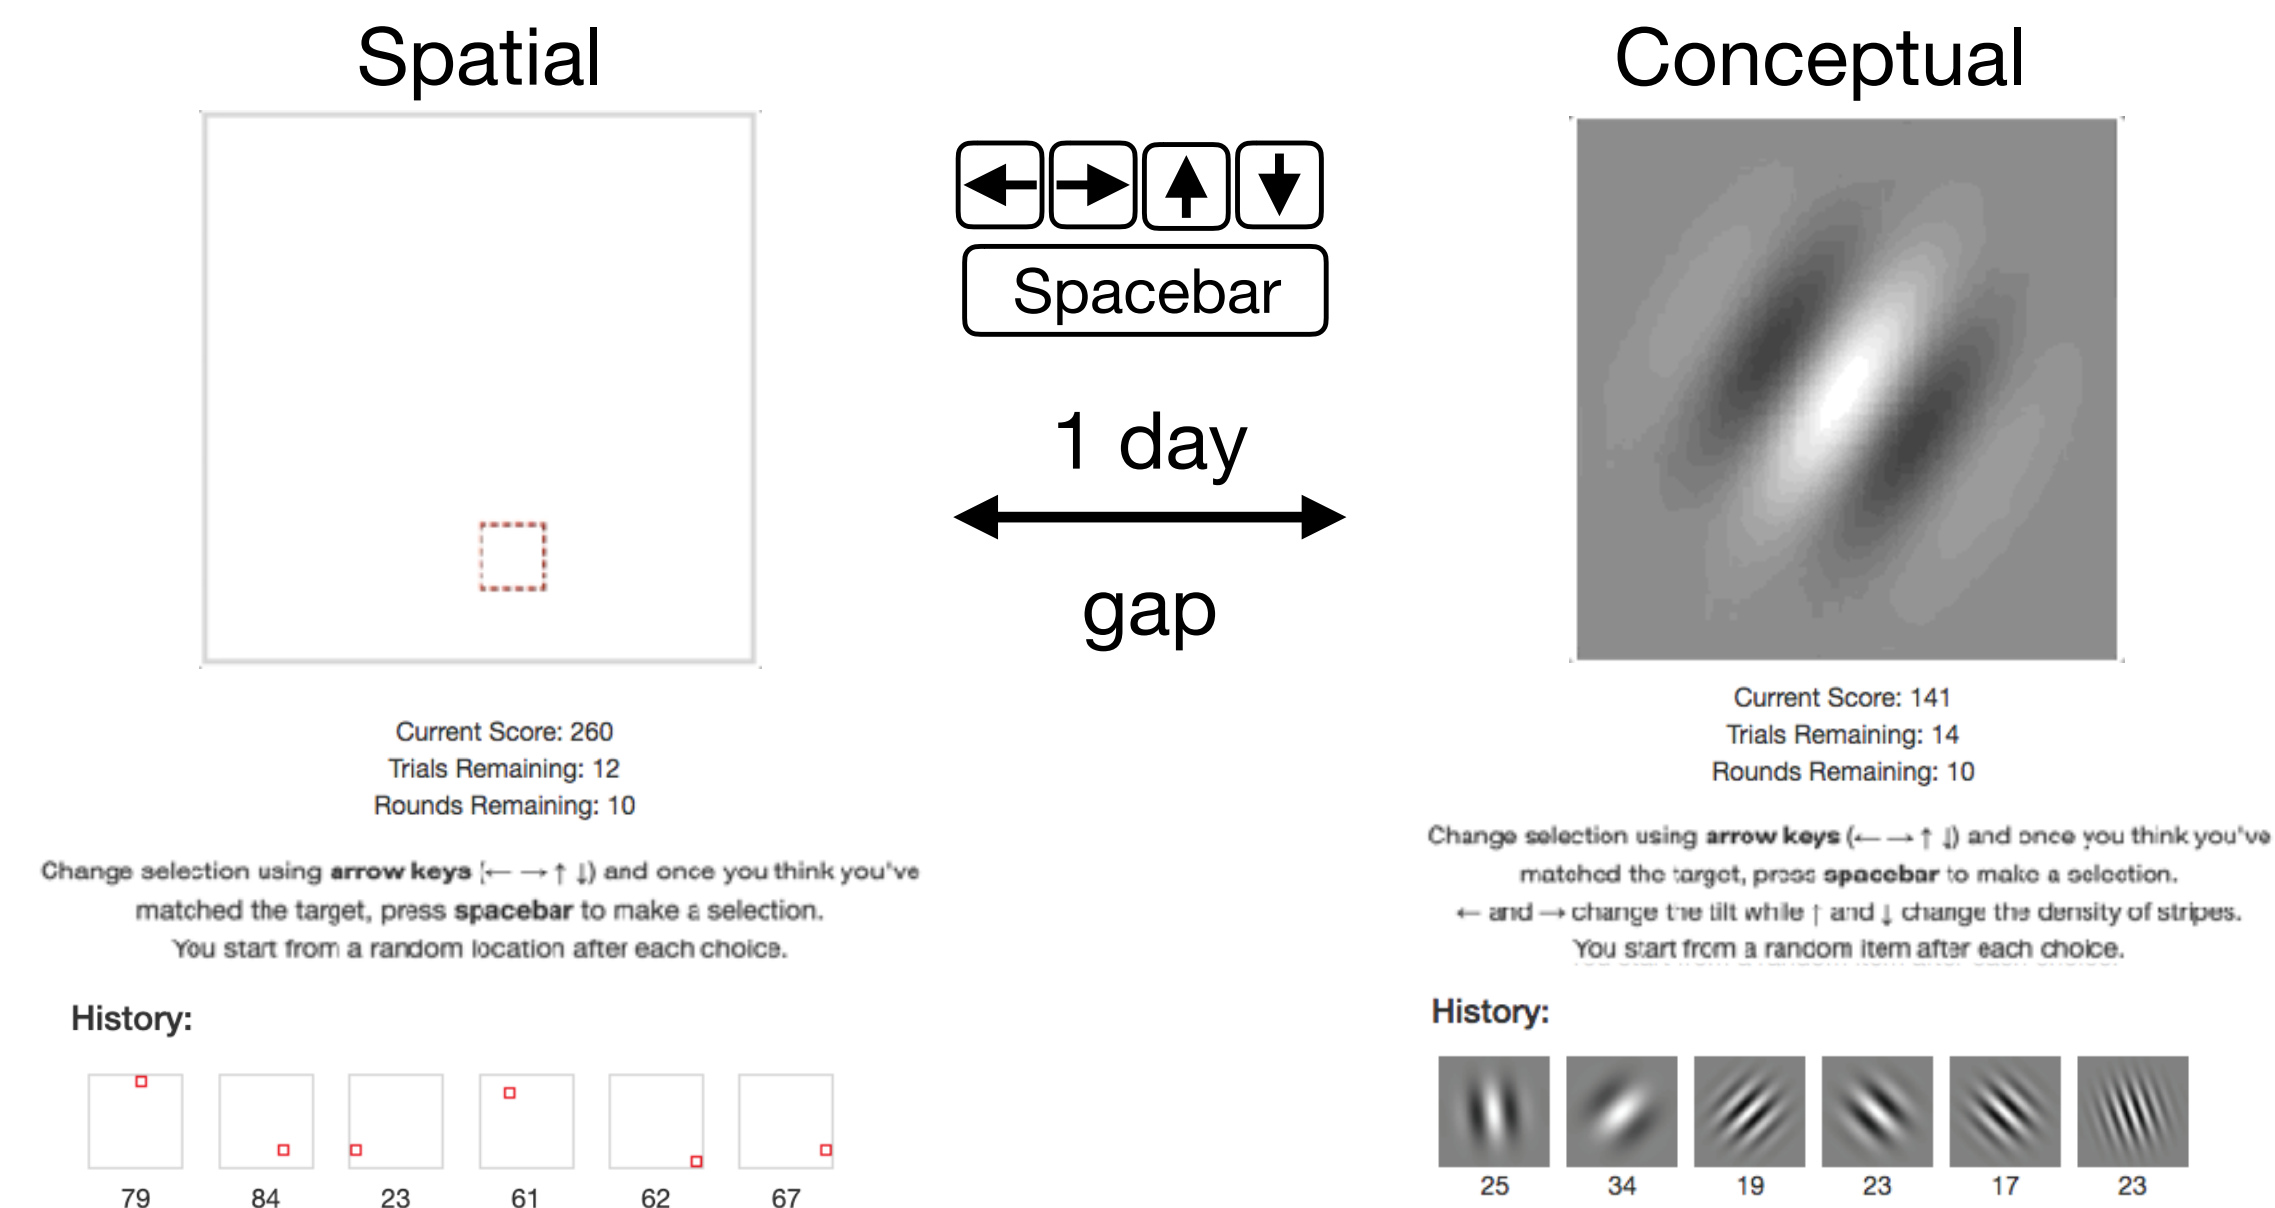 Spatial
Current Score: 260
Trials Remaining: 12
Rounds Remaining: 10
Change selection using arrow keys (← → ↑ ↓) and once you think you've
matched the target, press spacebar to make a selection.
You start from a random location after each choice.
History:
79 84 23 61 62 67
Spacebar
1 day
gap
Conceptual
Current Score: 141
Trials Remaining: 14
Rounds Remaining: 10
Change selection using arrow keys (← → ↑ ↓) and once you think you've
matched the target, press spacebar to make a selection.
← and → change the tilt while ↑ and ↓ change the density of stripes.
You start from a random item after each choice.
History:
25 34 19 23 17 23